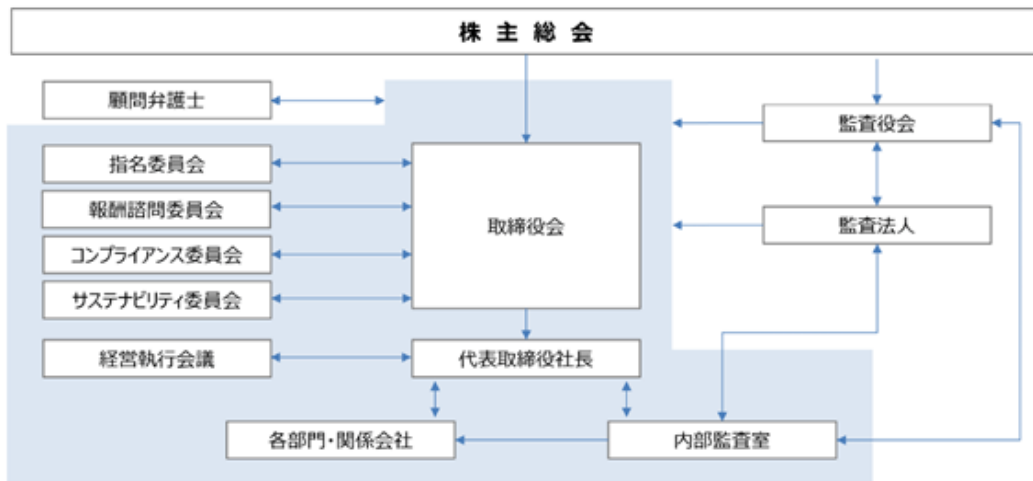 株 主 総 会
顧問弁護士
監査役会
指名委員会
報酬諮問委員会
取締役会
監査法人
コンプライアンス委員会
サステナビリティ委員会
経営執行会議
代表取締役社長
各部門・関係会社
内部監査室